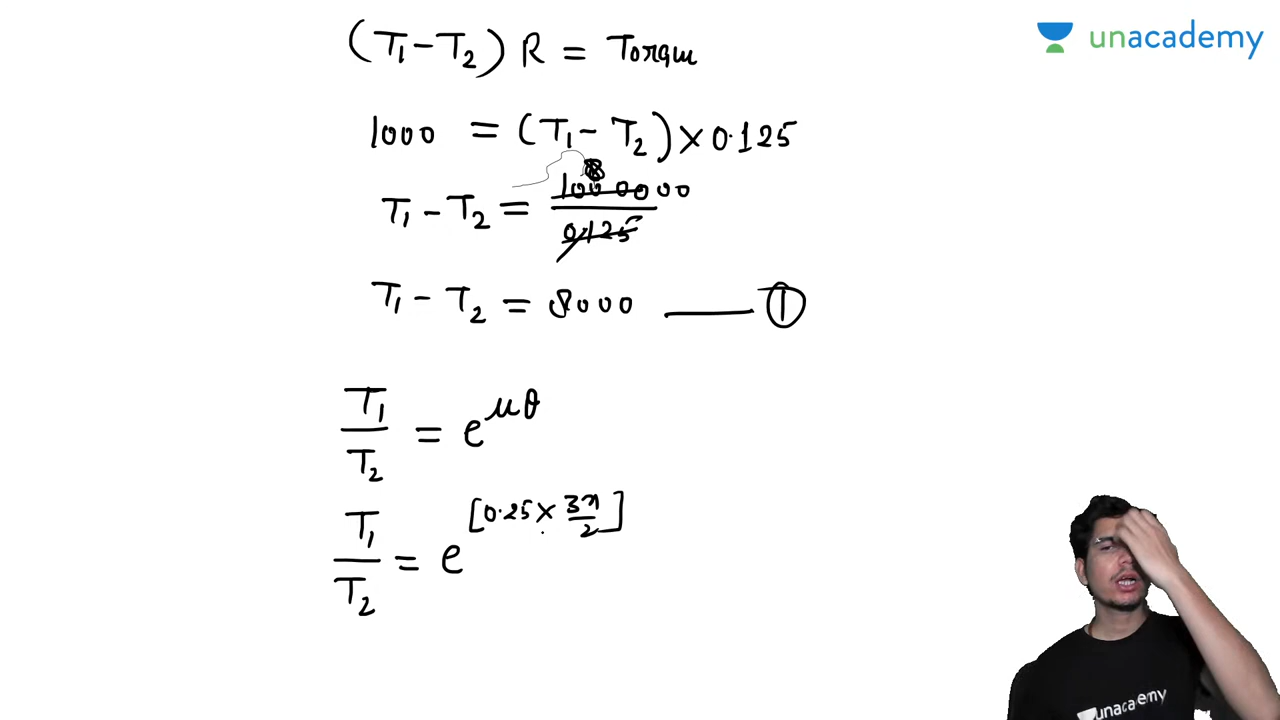 unacademy
(T₁ - T₂) R = Torque
1000 = (T₁ - T₂) × 0.125
T₁ - T₂ = 1000000 / 0.125
T₁ - T₂ = 8000 —— ①
T₁ / T₂ = e^μθ
T₁ / T₂ = e^[0.25 × 3π / 2]
unacademy